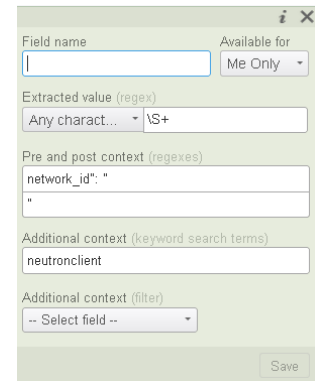 i ×
Field name Available for
Me Only
Extracted value (regex)
Any charact... \S+
Pre and post context (regexes)
network_id": "
"
Additional context (keyword search terms)
neutronclient
Additional context (filter)
-- Select field --
Save